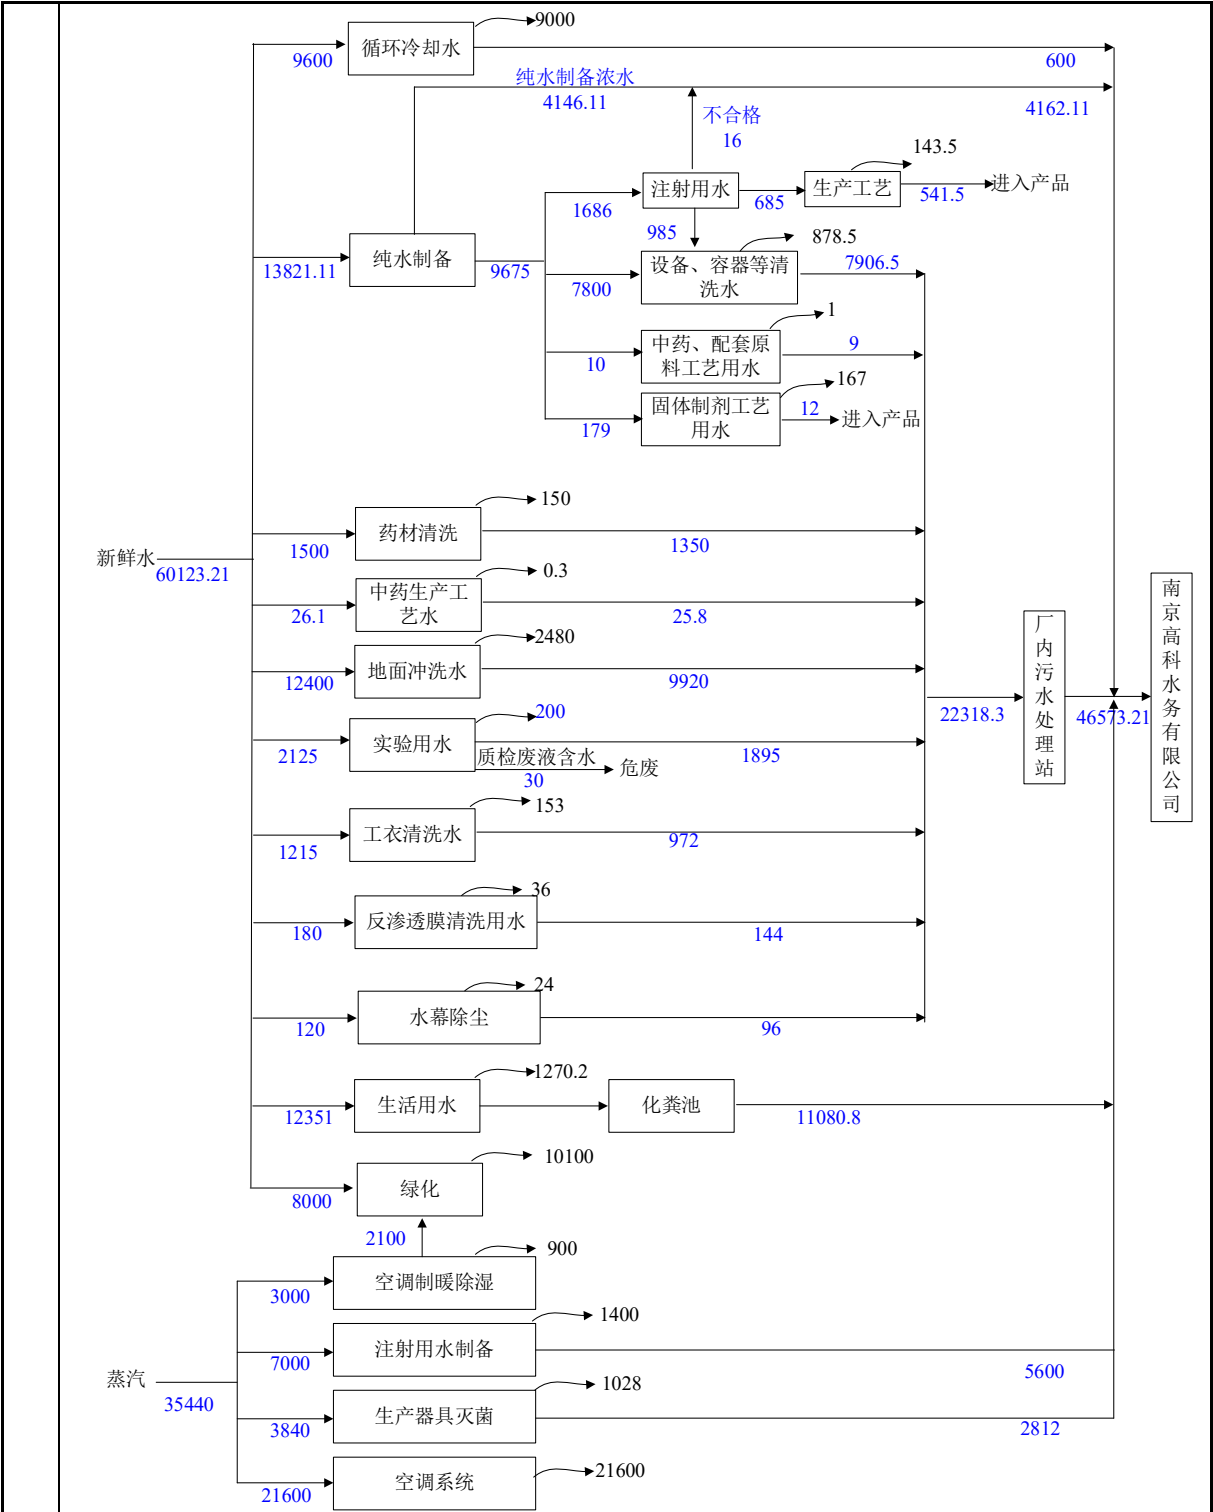 9000
循环冷却水
9600
600
纯水制备浓水
4146.11
4162.11
不合格
16
143.5
注射用水
生产工艺
进入产品
1686
685
541.5
985
878.5
纯水制备
13821.11
9675
设备、容器等清
洗水
7906.5
7800
1
中药、配套原
料工艺用水
9
10
167
固体制剂工艺
用水
12
进入产品
179
150
药材清洗
1500
1350
新鲜水
60123.21
0.3
中药生产工
艺水
26.1
25.8
2480
地面冲洗水
12400
9920
厂内污水处理站
22318.3
46573.21
南京高科水务有限公司
200
实验用水
2125
质检废液含水
1895
30
危废
153
工衣清洗水
1215
972
36
反渗透膜清洗用水
180
144
24
水幕除尘
120
96
1270.2
生活用水
化粪池
12351
11080.8
10100
绿化
8000
2100
900
空调制暖除湿
3000
1400
注射用水制备
7000
5600
蒸汽
35440
1028
生产器具灭菌
3840
2812
21600
空调系统
21600